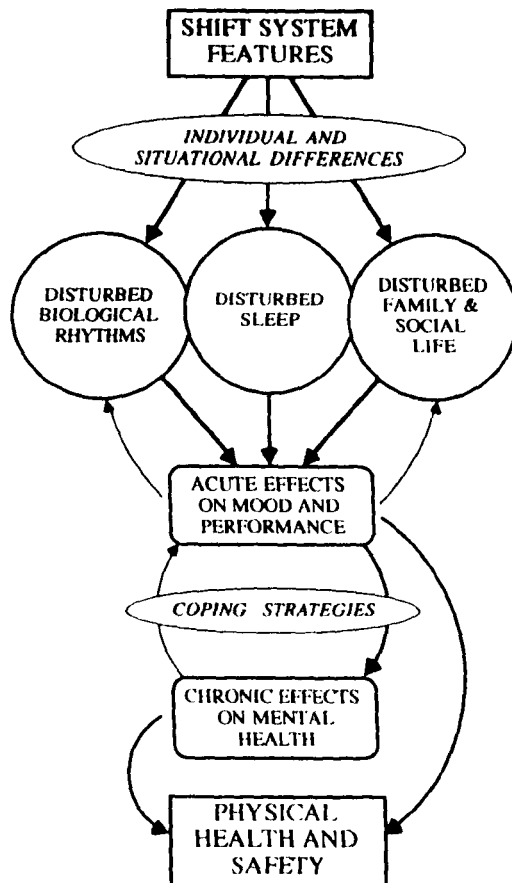 SHIFT SYSTEM
FEATURES
INDIVIDUAL AND
SITUATIONAL DIFFERENCES
DISTURBED
BIOLOGICAL
RHYTHMS
DISTURBED
SLEEP
DISTURBED
FAMILY &
SOCIAL
LIFE
ACUTE EFFECTS
ON MOOD AND
PERFORMANCE
COPING STRATEGIES
CHRONIC EFFECTS
ON MENTAL
HEALTH
PHYSICAL
HEALTH AND
SAFETY